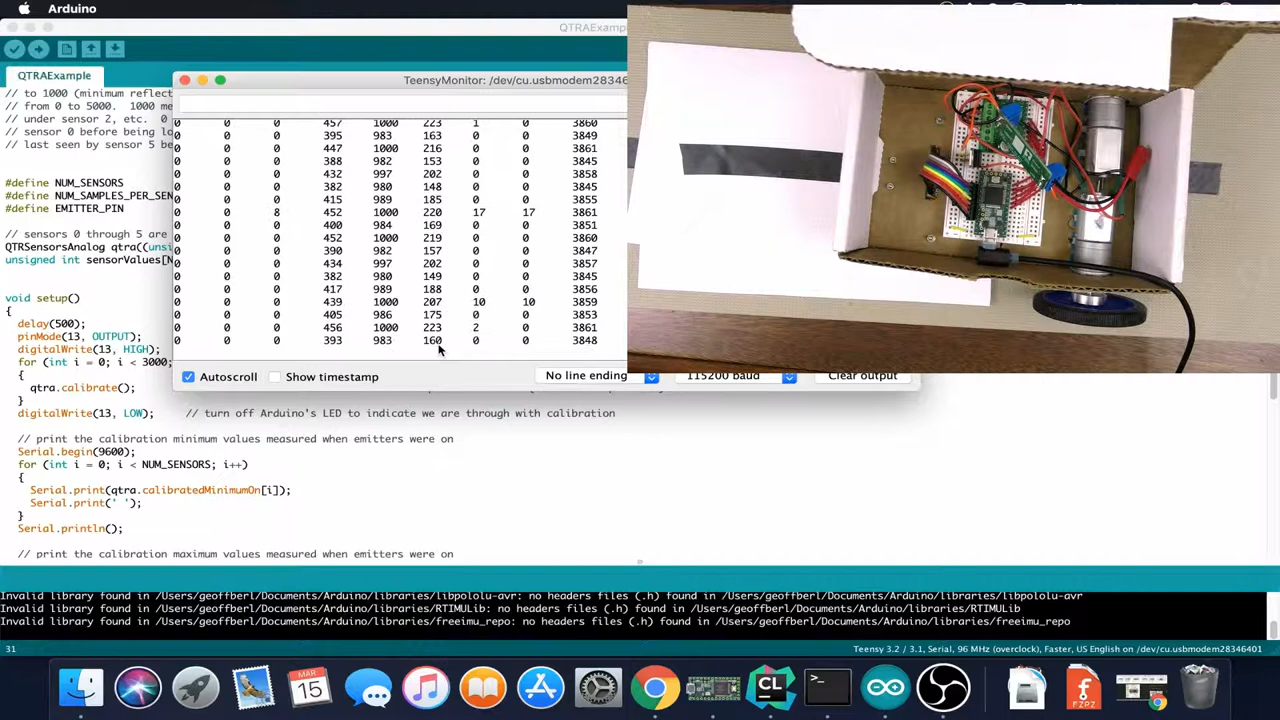 Arduino
QTRAExample
QTRAExample
TeensyMonitor: /dev/cu.usbmodem28346
// to 1000 (minimum reflect
// from 0 to 5000.  1000 me
// under sensor 2, etc.  0
// sensor 0 before being lo
// last seen by sensor 5 be
#define NUM_SENSORS
#define NUM_SAMPLES_PER_SEN
#define EMITTER_PIN
// sensors 0 through 5 are
QTRSensorsAnalog qtra((unsi
unsigned int sensorValues[N
void setup()
{
delay(500);
pinMode(13, OUTPUT);
digitalWrite(13, HIGH);
for (int i = 0; i < 3000;
{
qtra.calibrate();
}
digitalWrite(13, LOW);     // turn off Arduino's LED to indicate we are through with calibration
// print the calibration minimum values measured when emitters were on
Serial.begin(9600);
for (int i = 0; i < NUM_SENSORS; i++)
{
Serial.print(qtra.calibratedMinimumOn[i]);
Serial.print(' ');
}
Serial.println();
// print the calibration maximum values measured when emitters were on
0 0 0 457 1000 223 1 0 3860
0 0 0 395 983 163 0 0 3849
0 0 0 447 1000 216 0 0 3861
0 0 0 388 982 153 0 0 3845
0 0 0 432 997 202 0 0 3858
0 0 0 382 980 148 0 0 3845
0 0 0 415 989 185 0 0 3855
0 0 8 452 1000 220 17 17 3861
0 0 0 400 984 169 0 0 3851
0 0 0 452 1000 219 0 0 3860
0 0 0 390 982 157 0 0 3847
0 0 0 434 997 202 0 0 3857
0 0 0 382 980 149 0 0 3845
0 0 0 417 989 188 0 0 3856
0 0 0 439 1000 207 10 10 3859
0 0 0 405 986 175 0 0 3853
0 0 0 456 1000 223 2 0 3861
0 0 0 393 983 160 0 0 3848
Autoscroll Show timestamp No line ending 115200 baud Clear output
Invalid library found in /Users/geoffberl/Documents/Arduino/libraries/libpololu-avr: no headers files (.h) found in /Users/geoffberl/Documents/Arduino/libraries/libpololu-avr
Invalid library found in /Users/geoffberl/Documents/Arduino/libraries/RTIMULib: no headers files (.h) found in /Users/geoffberl/Documents/Arduino/libraries/RTIMULib
Invalid library found in /Users/geoffberl/Documents/Arduino/libraries/freeimu_repo: no headers files (.h) found in /Users/geoffberl/Documents/Arduino/libraries/freeimu_repo
31 Teensy 3.2 / 3.1, Serial, 96 MHz (overclock), Faster, US English on /dev/cu.usbmodem28346401
MAR
15
CL
>_
f
FZPZ